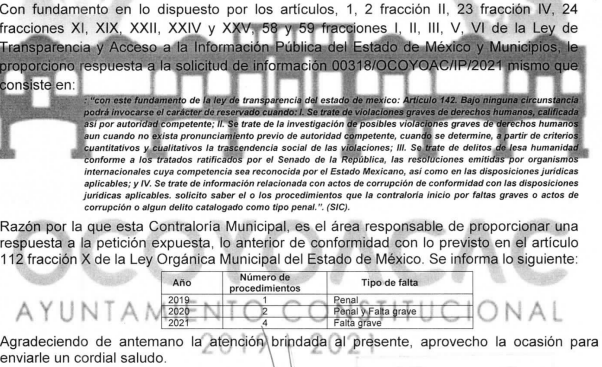 Con fundamento en lo dispuesto por los artículos, 1, 2 fracción II, 23 fracción IV, 24
fracciones XI, XIX, XXII, XXIV y XXV, 58 y 59 fracciones I, II, III, V, VI de la Ley de
Transparencia y Acceso a la Información Pública del Estado de México y Municipios, le
proporciono respuesta a la solicitud de información 00318/OCOYOAC/IP/2021 mismo que
consiste en:
: "con este fundamento de la ley de transparencia del estado de mexico: Artículo 142. Bajo ninguna circunstancia
podrá invocarse el carácter de reservado cuando: I. Se trate de violaciones graves de derechos humanos, calificada
así por autoridad competente; II. Se trate de la investigación de posibles violaciones graves de derechos humanos
aun cuando no exista pronunciamiento previo de autoridad competente, cuando se determine, a partir de criterios
cuantitativos y cualitativos la trascendencia social de las violaciones; III. Se trate de delitos de lesa humanidad
conforme a los tratados ratificados por el Senado de la República, las resoluciones emitidas por organismos
internacionales cuya competencia sea reconocida por el Estado Mexicano, así como en las disposiciones jurídicas
aplicables; y IV. Se trate de información relacionada con actos de corrupción de conformidad con las disposiciones
jurídicas aplicables. solicito saber el o los procedimientos que la contraloría inicio por faltas graves o actos de
corrupción o algun delito catalogado como tipo penal.". (SIC).
Razón por la que esta Contraloría Municipal, es el área responsable de proporcionar una
respuesta a la petición expuesta, lo anterior de conformidad con lo previsto en el artículo
112 fracción X de la Ley Orgánica Municipal del Estado de México. Se informa lo siguiente:
OCOYOACAC
Año Número de procedimientos Tipo de falta
2019 1 Penal
2020 2 Penal y Falta grave
2021 4 Falta grave
AYUNTAMIENTO CONSTITUCIONAL
2019 2021
Agradeciendo de antemano la atención brindada al presente, aprovecho la ocasión para
enviarle un cordial saludo.